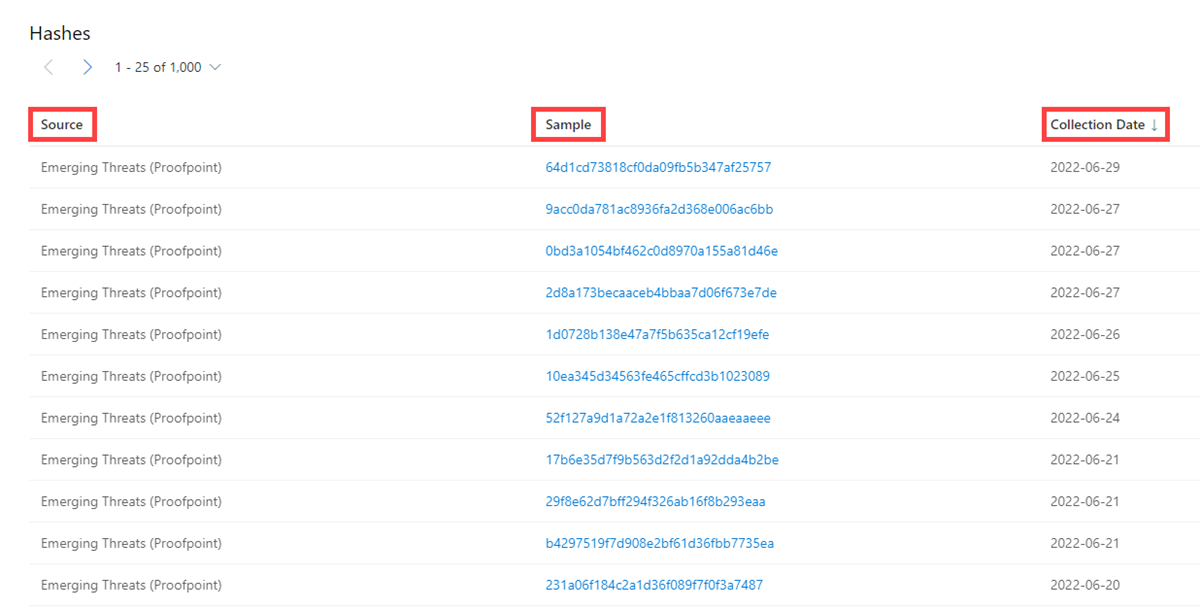 Hashes
1 - 25 of 1,000
Source Sample Collection Date ↓
Emerging Threats (Proofpoint) 64d1cd73818cf0da09fb5b347af25757 2022-06-29
Emerging Threats (Proofpoint) 9acc0da781ac8936fa2d368e006ac6bb 2022-06-27
Emerging Threats (Proofpoint) 0bd3a1054bf462c0d8970a155a81d46e 2022-06-27
Emerging Threats (Proofpoint) 2d8a173becaaceb4bbaa7d06f673e7de 2022-06-27
Emerging Threats (Proofpoint) 1d0728b138e47a7f5b635ca12cf19efe 2022-06-26
Emerging Threats (Proofpoint) 10ea345d34563fe465cffcd3b1023089 2022-06-25
Emerging Threats (Proofpoint) 52f127a9d1a72a2e1f813260aaeaaeee 2022-06-24
Emerging Threats (Proofpoint) 17b6e35d7f9b563d2f2d1a92dda4b2be 2022-06-21
Emerging Threats (Proofpoint) 29f8e62d7bff294f326ab16f8b293eaa 2022-06-21
Emerging Threats (Proofpoint) b4297519f7d908e2bf61d36fbb7735ea 2022-06-21
Emerging Threats (Proofpoint) 231a06f184c2a1d36f089f7f0f3a7487 2022-06-20